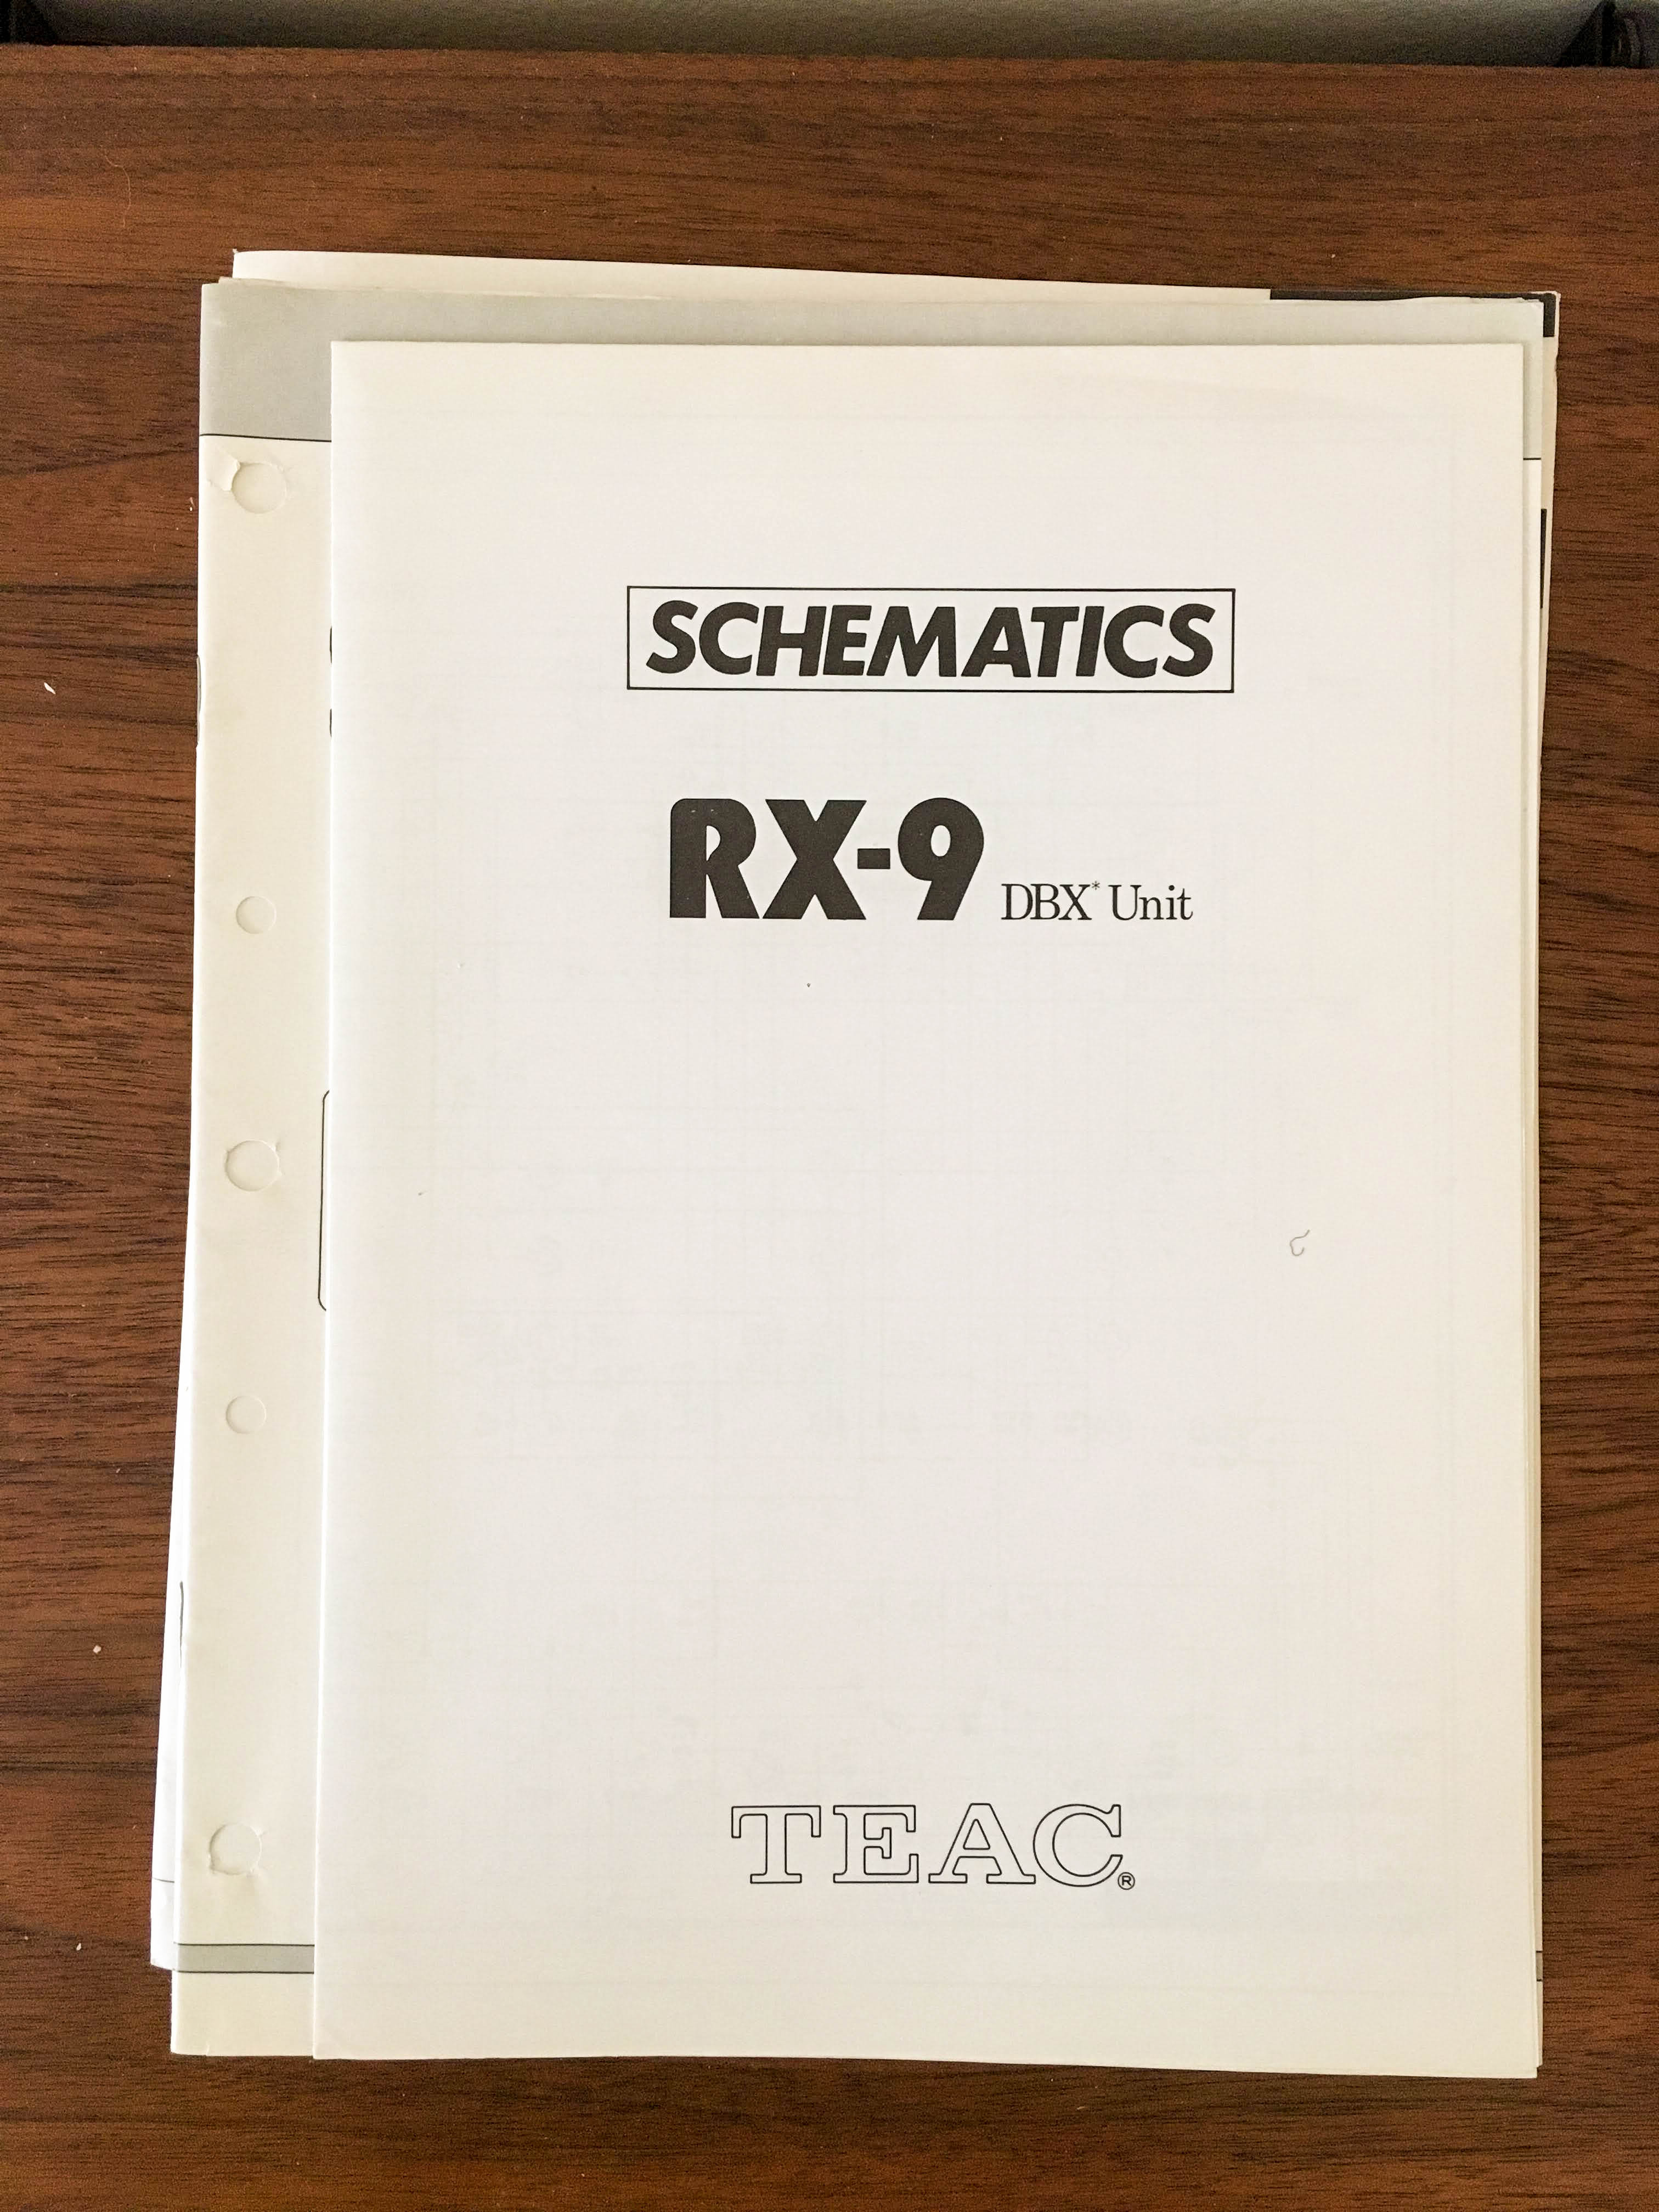 SCHEMATICS
RX-9 DBX* Unit
TEAC®